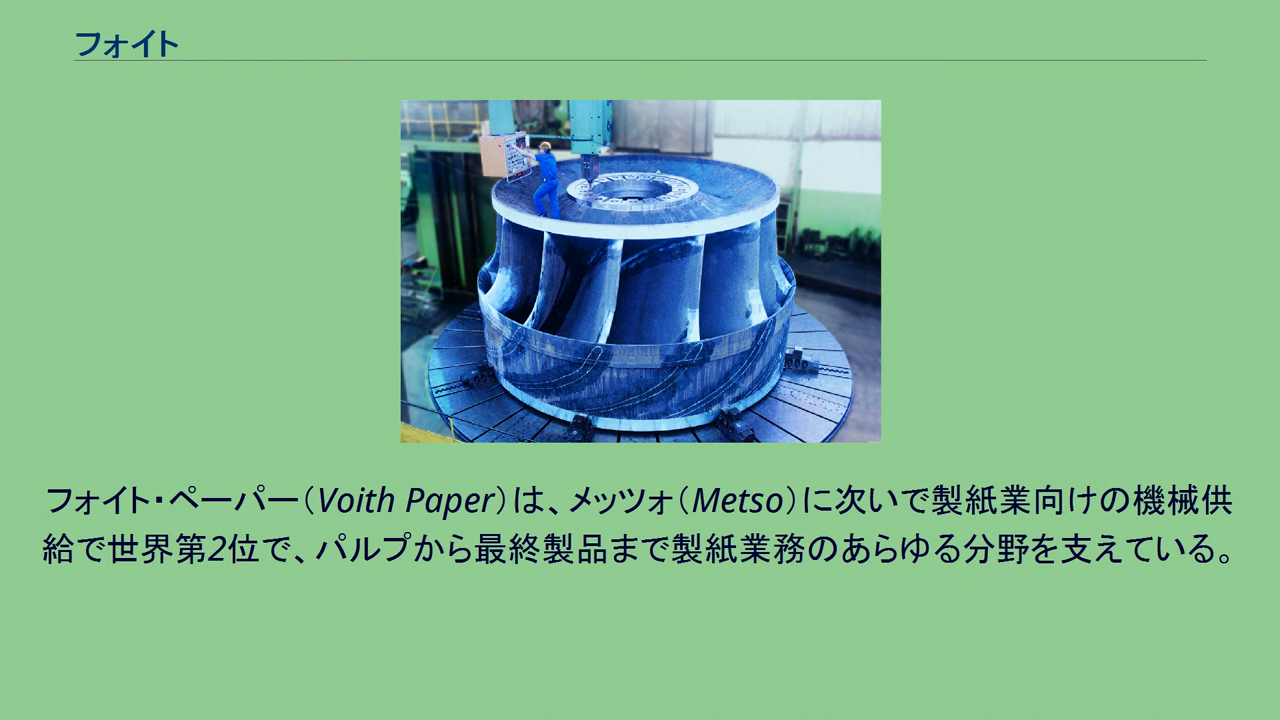 フォイト
フォイト・ペーパー（Voith Paper）は、メッツォ（Metso）に次いで製紙業向けの機械供
給で世界第2位で、パルプから最終製品まで製紙業務のあらゆる分野を支えている。